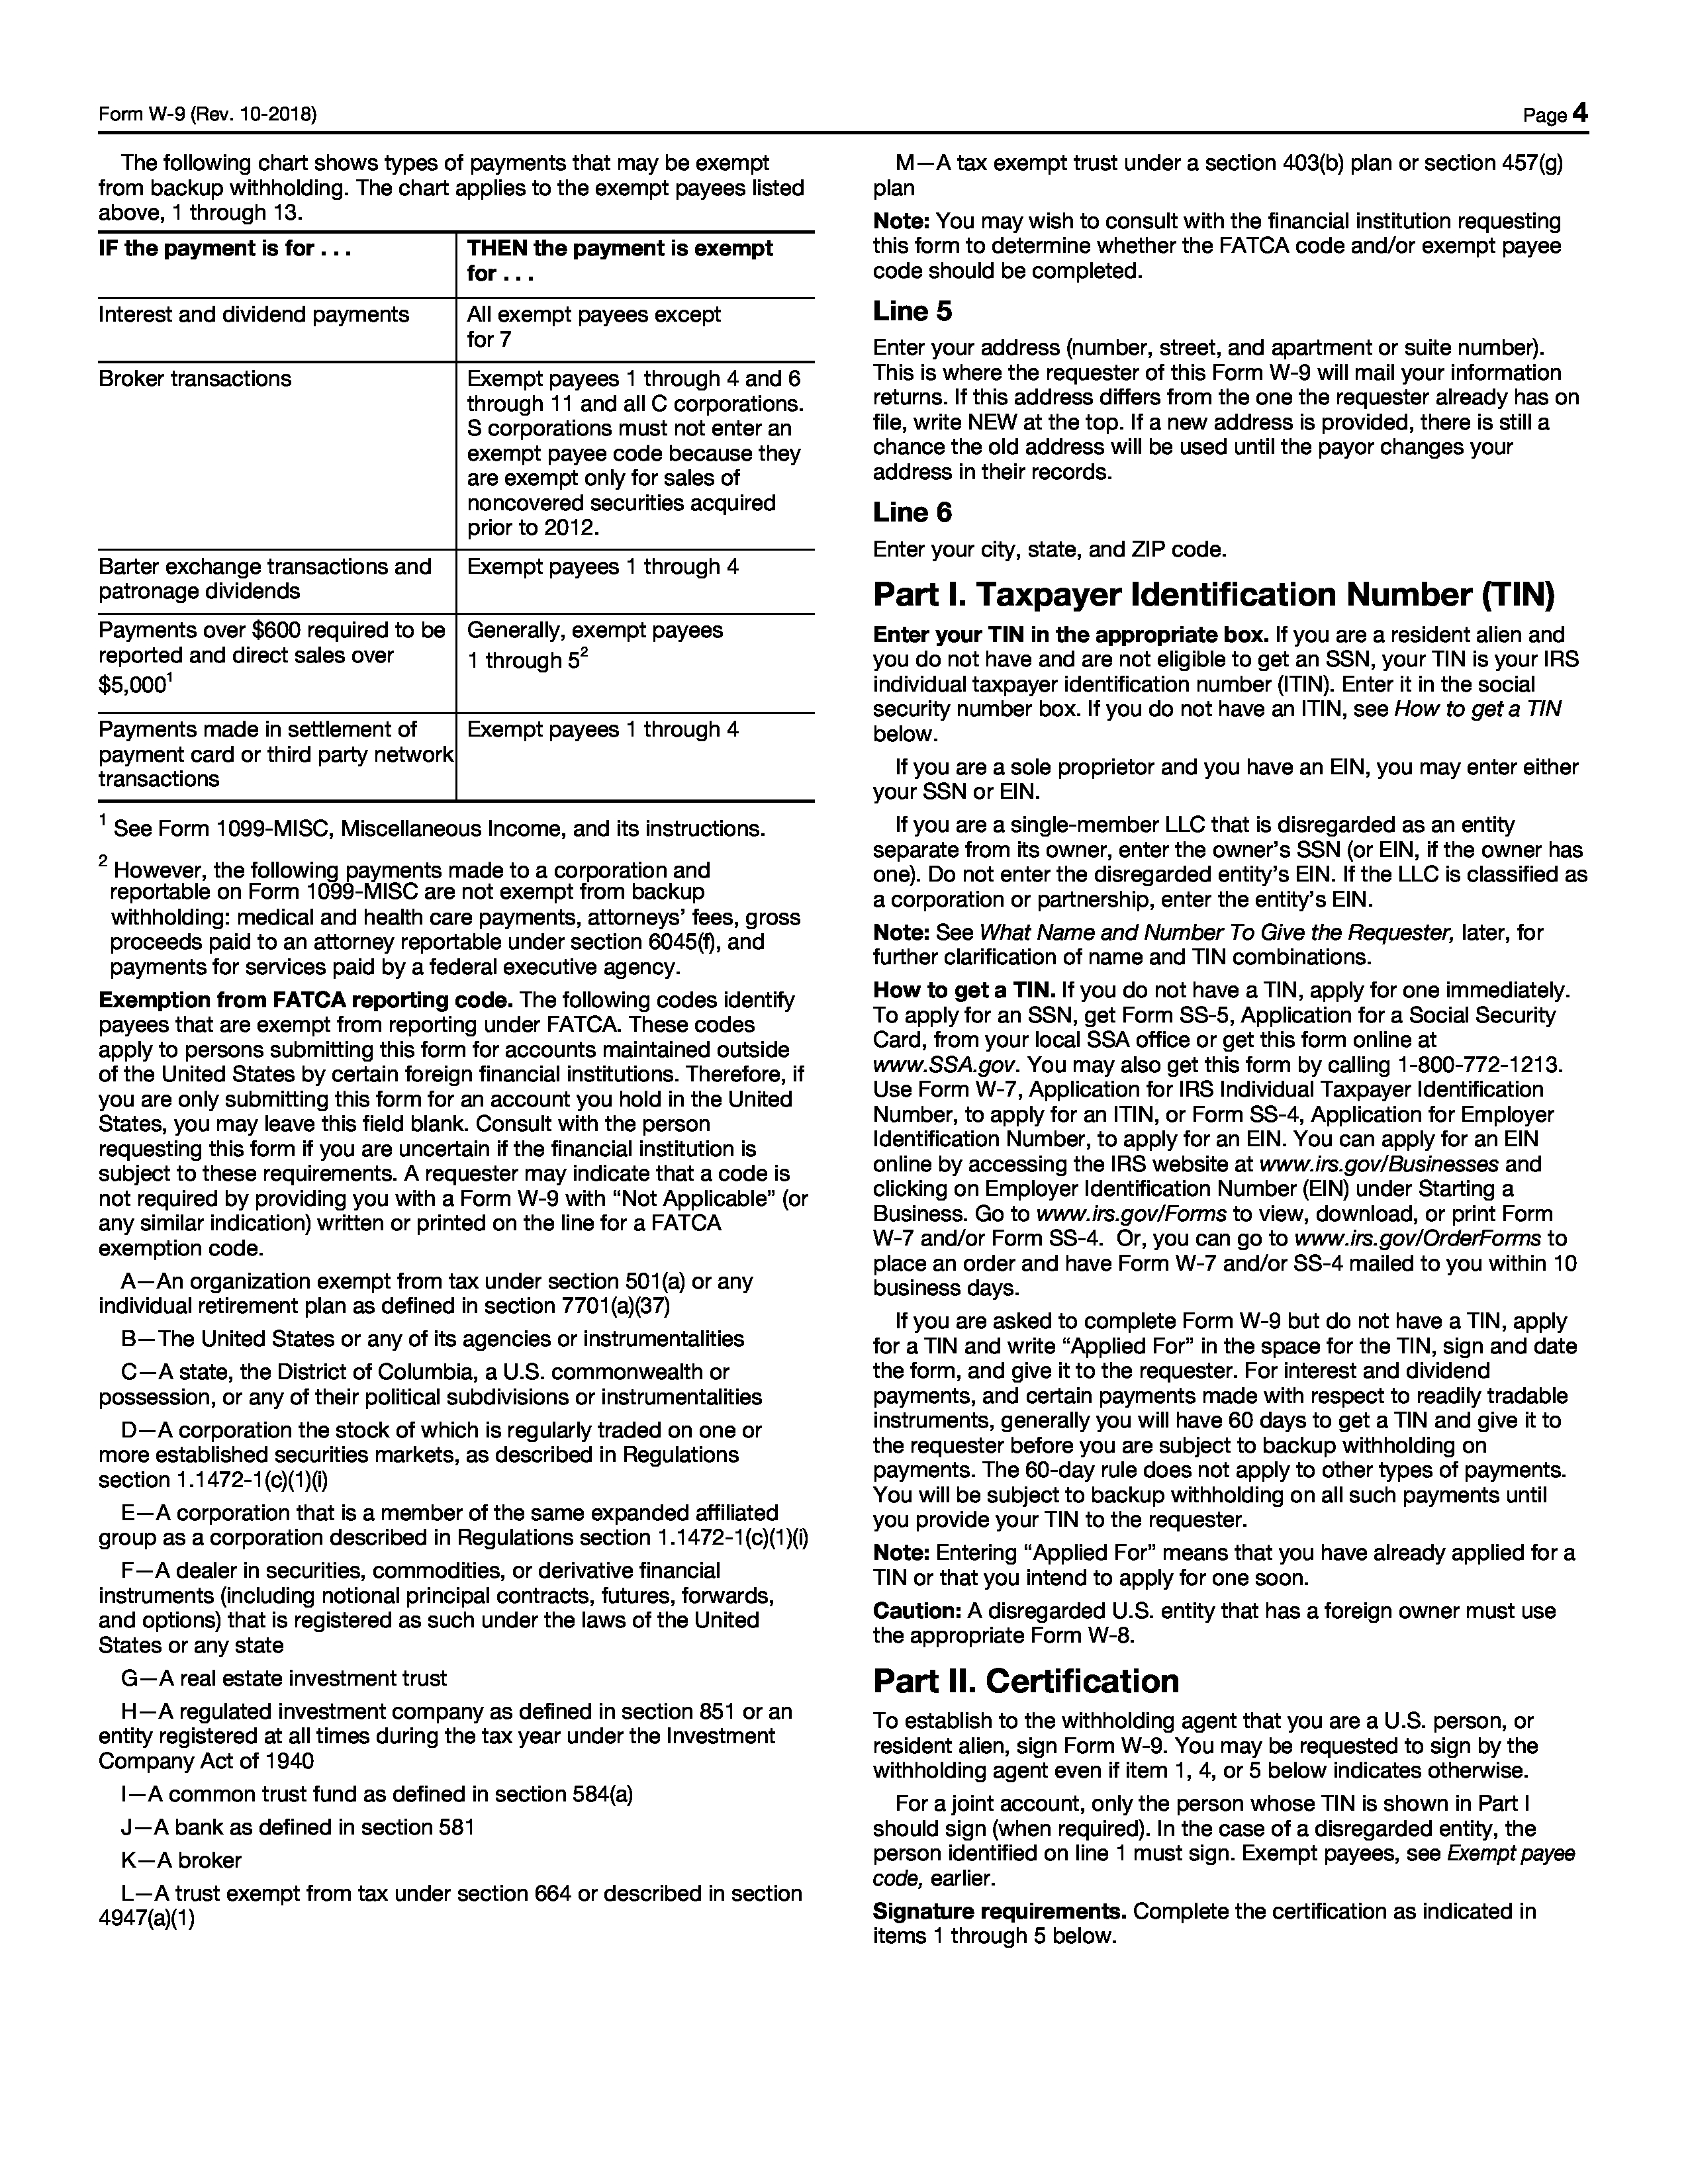 Form W-9 (Rev. 10-2018)
Page 4
The following chart shows types of payments that may be exempt
from backup withholding. The chart applies to the exempt payees listed
above, 1 through 13.
IF the payment is for . . .
THEN the payment is exempt
for . . .
Interest and dividend payments
All exempt payees except
for 7
Broker transactions
Exempt payees 1 through 4 and 6
through 11 and all C corporations.
S corporations must not enter an
exempt payee code because they
are exempt only for sales of
noncovered securities acquired
prior to 2012.
Barter exchange transactions and
patronage dividends
Exempt payees 1 through 4
Payments over $600 required to be
reported and direct sales over
$5,000¹
Generally, exempt payees
1 through 5²
Payments made in settlement of
payment card or third party network
transactions
Exempt payees 1 through 4
¹ See Form 1099-MISC, Miscellaneous Income, and its instructions.
² However, the following payments made to a corporation and
reportable on Form 1099-MISC are not exempt from backup
withholding: medical and health care payments, attorneys’ fees, gross
proceeds paid to an attorney reportable under section 6045(f), and
payments for services paid by a federal executive agency.
Exemption from FATCA reporting code. The following codes identify
payees that are exempt from reporting under FATCA. These codes
apply to persons submitting this form for accounts maintained outside
of the United States by certain foreign financial institutions. Therefore, if
you are only submitting this form for an account you hold in the United
States, you may leave this field blank. Consult with the person
requesting this form if you are uncertain if the financial institution is
subject to these requirements. A requester may indicate that a code is
not required by providing you with a Form W-9 with “Not Applicable” (or
any similar indication) written or printed on the line for a FATCA
exemption code.
A—An organization exempt from tax under section 501(a) or any
individual retirement plan as defined in section 7701(a)(37)
B—The United States or any of its agencies or instrumentalities
C—A state, the District of Columbia, a U.S. commonwealth or
possession, or any of their political subdivisions or instrumentalities
D—A corporation the stock of which is regularly traded on one or
more established securities markets, as described in Regulations
section 1.1472-1(c)(1)(i)
E—A corporation that is a member of the same expanded affiliated
group as a corporation described in Regulations section 1.1472-1(c)(1)(i)
F—A dealer in securities, commodities, or derivative financial
instruments (including notional principal contracts, futures, forwards,
and options) that is registered as such under the laws of the United
States or any state
G—A real estate investment trust
H—A regulated investment company as defined in section 851 or an
entity registered at all times during the tax year under the Investment
Company Act of 1940
I—A common trust fund as defined in section 584(a)
J—A bank as defined in section 581
K—A broker
L—A trust exempt from tax under section 664 or described in section
4947(a)(1)
M—A tax exempt trust under a section 403(b) plan or section 457(g)
plan
Note: You may wish to consult with the financial institution requesting
this form to determine whether the FATCA code and/or exempt payee
code should be completed.
Line 5
Enter your address (number, street, and apartment or suite number).
This is where the requester of this Form W-9 will mail your information
returns. If this address differs from the one the requester already has on
file, write NEW at the top. If a new address is provided, there is still a
chance the old address will be used until the payor changes your
address in their records.
Line 6
Enter your city, state, and ZIP code.
Part I. Taxpayer Identification Number (TIN)
Enter your TIN in the appropriate box. If you are a resident alien and
you do not have and are not eligible to get an SSN, your TIN is your IRS
individual taxpayer identification number (ITIN). Enter it in the social
security number box. If you do not have an ITIN, see How to get a TIN
below.
If you are a sole proprietor and you have an EIN, you may enter either
your SSN or EIN.
If you are a single-member LLC that is disregarded as an entity
separate from its owner, enter the owner’s SSN (or EIN, if the owner has
one). Do not enter the disregarded entity’s EIN. If the LLC is classified as
a corporation or partnership, enter the entity’s EIN.
Note: See What Name and Number To Give the Requester, later, for
further clarification of name and TIN combinations.
How to get a TIN. If you do not have a TIN, apply for one immediately.
To apply for an SSN, get Form SS-5, Application for a Social Security
Card, from your local SSA office or get this form online at
www.SSA.gov. You may also get this form by calling 1-800-772-1213.
Use Form W-7, Application for IRS Individual Taxpayer Identification
Number, to apply for an ITIN, or Form SS-4, Application for Employer
Identification Number, to apply for an EIN. You can apply for an EIN
online by accessing the IRS website at www.irs.gov/Businesses and
clicking on Employer Identification Number (EIN) under Starting a
Business. Go to www.irs.gov/Forms to view, download, or print Form
W-7 and/or Form SS-4. Or, you can go to www.irs.gov/OrderForms to
place an order and have Form W-7 and/or SS-4 mailed to you within 10
business days.
If you are asked to complete Form W-9 but do not have a TIN, apply
for a TIN and write “Applied For” in the space for the TIN, sign and date
the form, and give it to the requester. For interest and dividend
payments, and certain payments made with respect to readily tradable
instruments, generally you will have 60 days to get a TIN and give it to
the requester before you are subject to backup withholding on
payments. The 60-day rule does not apply to other types of payments.
You will be subject to backup withholding on all such payments until
you provide your TIN to the requester.
Note: Entering “Applied For” means that you have already applied for a
TIN or that you intend to apply for one soon.
Caution: A disregarded U.S. entity that has a foreign owner must use
the appropriate Form W-8.
Part II. Certification
To establish to the withholding agent that you are a U.S. person, or
resident alien, sign Form W-9. You may be requested to sign by the
withholding agent even if item 1, 4, or 5 below indicates otherwise.
For a joint account, only the person whose TIN is shown in Part I
should sign (when required). In the case of a disregarded entity, the
person identified on line 1 must sign. Exempt payees, see Exempt payee
code, earlier.
Signature requirements. Complete the certification as indicated in
items 1 through 5 below.